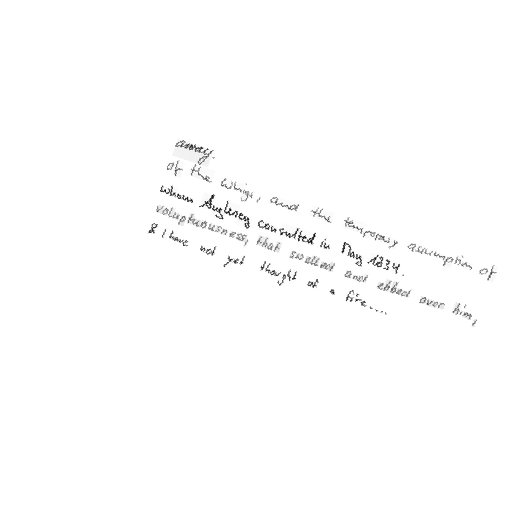 away.
of the Whigs, and the temporary assumption of
whom Aughney consulted in May 1834.
voluptuousness, that swelled and ebbed over him,
& I have not yet thought of a fire....